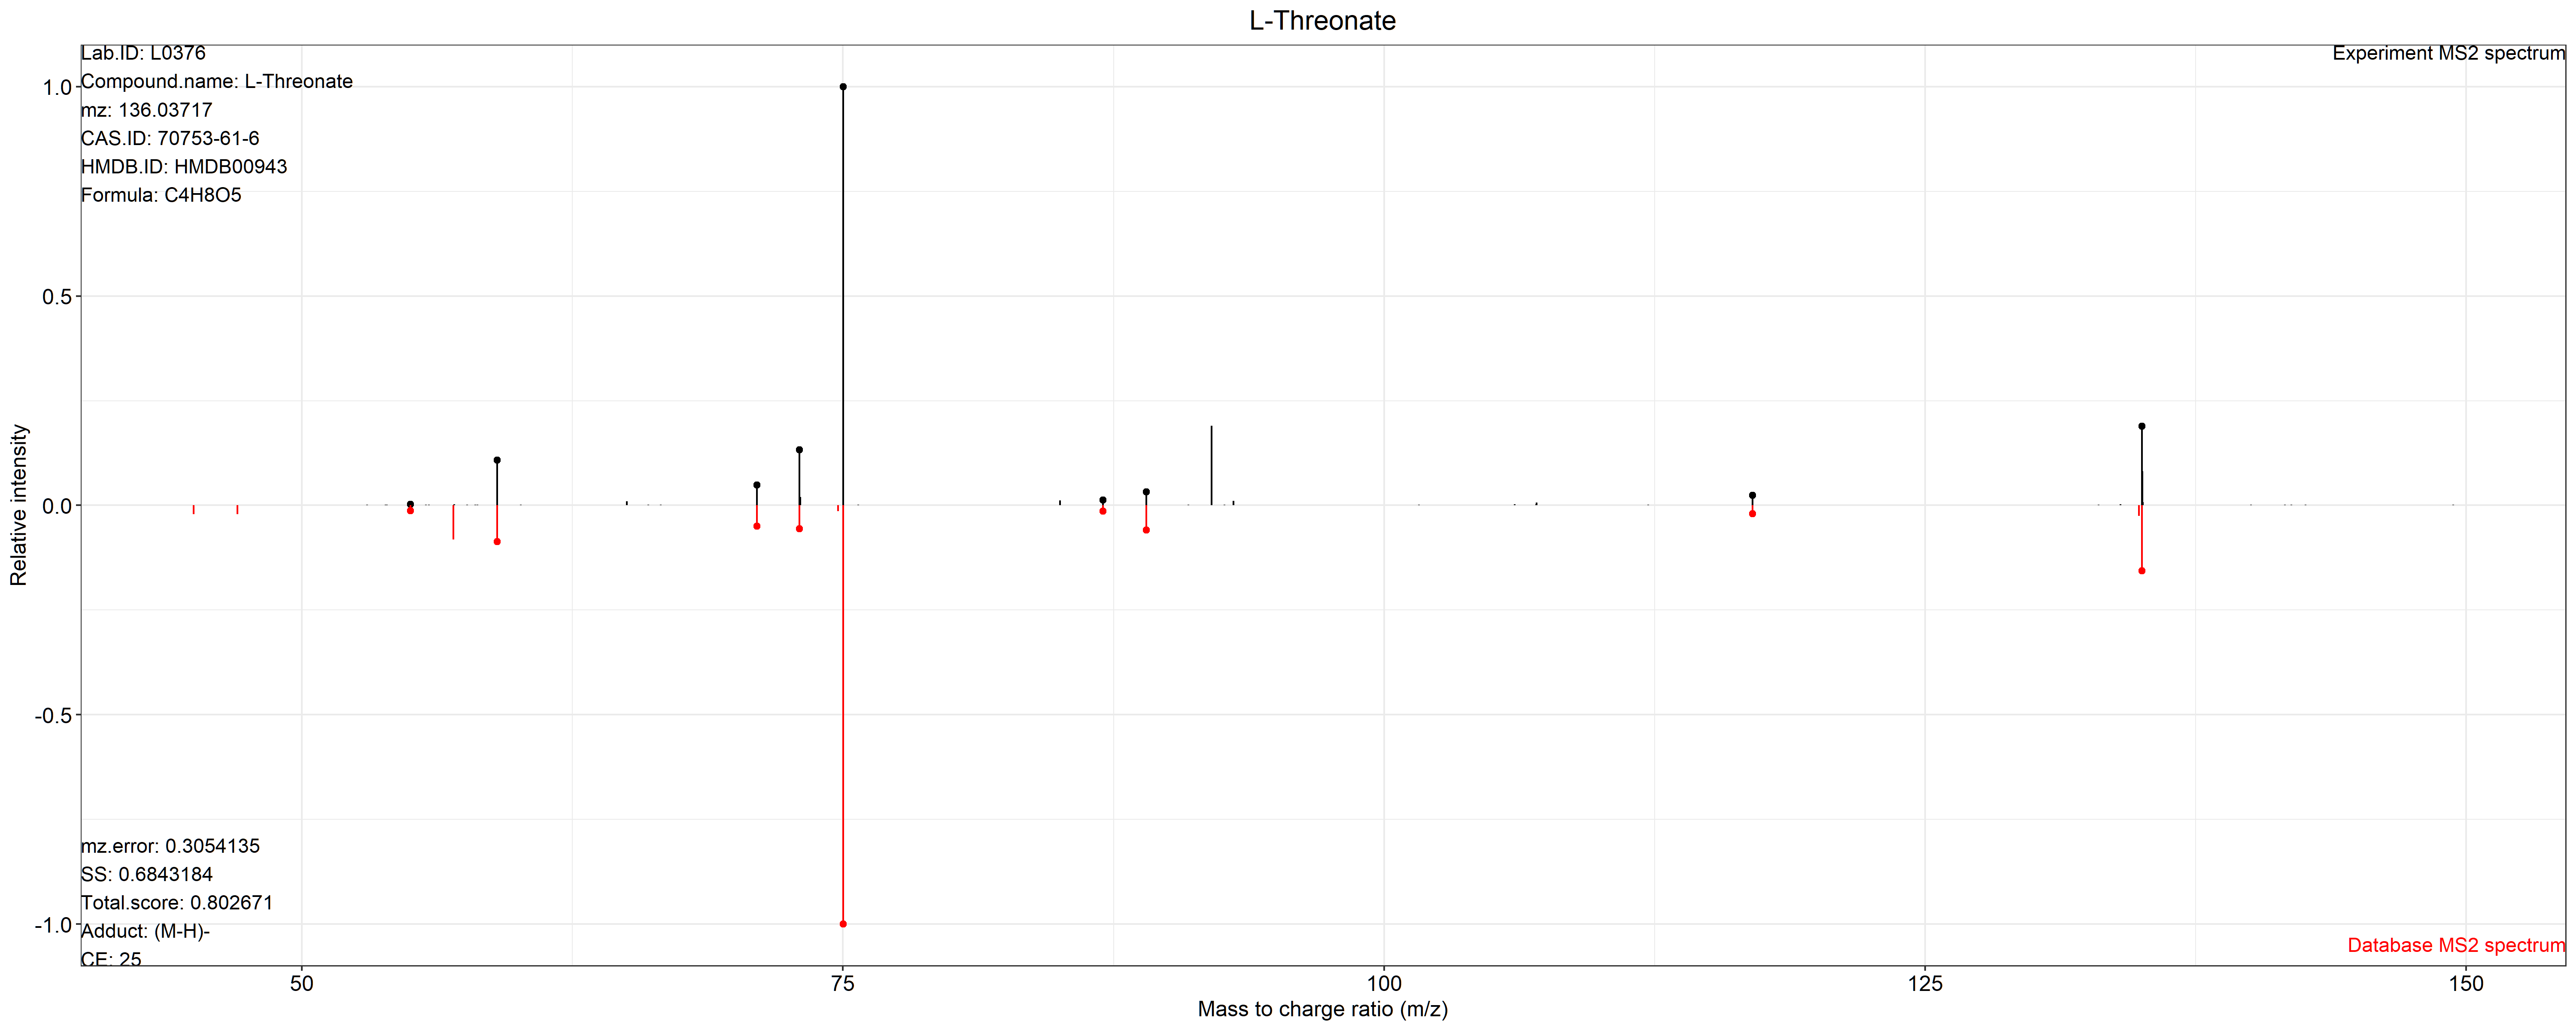 L-Threonate
Lab.ID: L0376
Experiment MS2 spectrum
Compound.name: L-Threonate
mz: 136.03717
CAS.ID: 70753-61-6
HMDB.ID: HMDB00943
Formula: C4H8O5
1.0
0.5
0.0
-0.5
-1.0
Relative intensity
mz.error: 0.3054135
SS: 0.6843184
Total.score: 0.802671
Adduct: (M-H)-
CE: 25
Database MS2 spectrum
50
75
100
125
150
Mass to charge ratio (m/z)